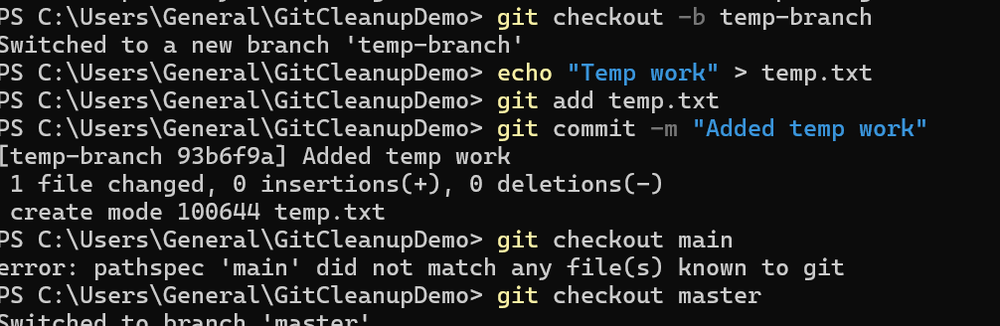 PS C:\Users\General\GitCleanupDemo> git checkout -b temp-branch
Switched to a new branch 'temp-branch'
PS C:\Users\General\GitCleanupDemo> echo "Temp work" > temp.txt
PS C:\Users\General\GitCleanupDemo> git add temp.txt
PS C:\Users\General\GitCleanupDemo> git commit -m "Added temp work"
[temp-branch 93b6f9a] Added temp work
 1 file changed, 0 insertions(+), 0 deletions(-)
 create mode 100644 temp.txt
PS C:\Users\General\GitCleanupDemo> git checkout main
error: pathspec 'main' did not match any file(s) known to git
PS C:\Users\General\GitCleanupDemo> git checkout master
Switched to branch 'master'